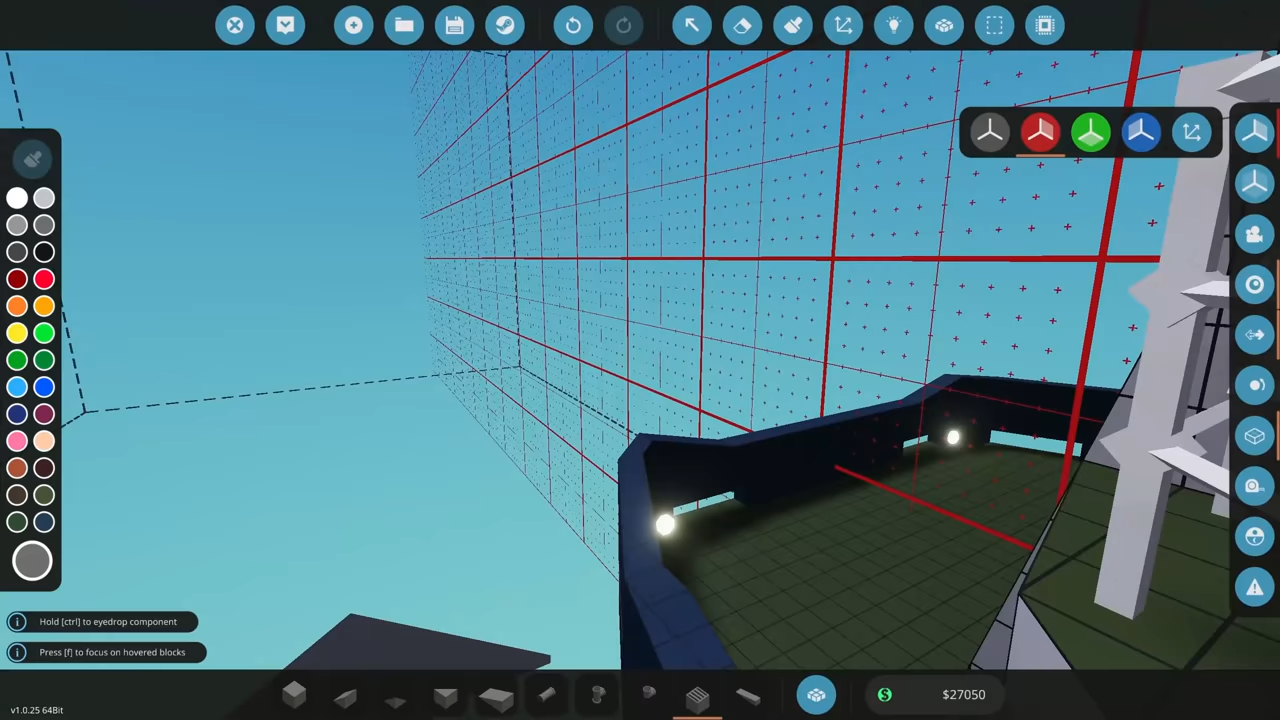 Hold [ctrl] to eyedrop component
Press [f] to focus on hovered blocks
$27050
v1.0.25 64Bit